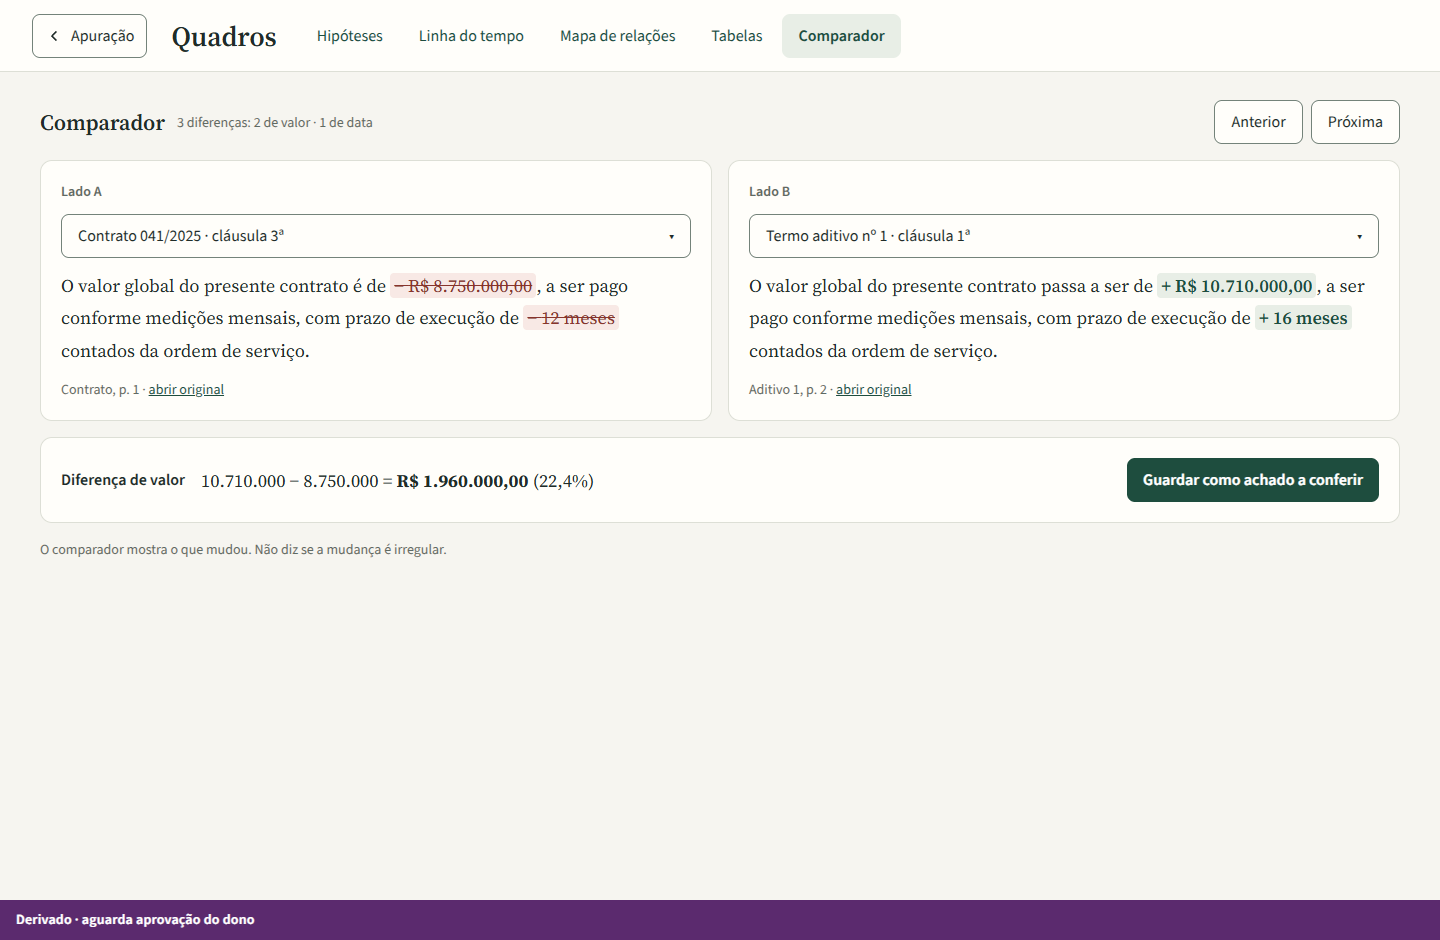 Apuração
Quadros
Hipóteses
Linha do tempo
Mapa de relações
Tabelas
Comparador
Comparador
3 diferenças: 2 de valor · 1 de data
Anterior
Próxima
Lado A
Contrato 041/2025 · cláusula 3ª
O valor global do presente contrato é de − R$ 8.750.000,00 , a ser pago
conforme medições mensais, com prazo de execução de − 12 meses
contados da ordem de serviço.
Contrato, p. 1 · abrir original
Lado B
Termo aditivo nº 1 · cláusula 1ª
O valor global do presente contrato passa a ser de + R$ 10.710.000,00 , a ser
pago conforme medições mensais, com prazo de execução de + 16 meses
contados da ordem de serviço.
Aditivo 1, p. 2 · abrir original
Diferença de valor 10.710.000 − 8.750.000 = R$ 1.960.000,00 (22,4%)
Guardar como achado a conferir
O comparador mostra o que mudou. Não diz se a mudança é irregular.
Derivado · aguarda aprovação do dono